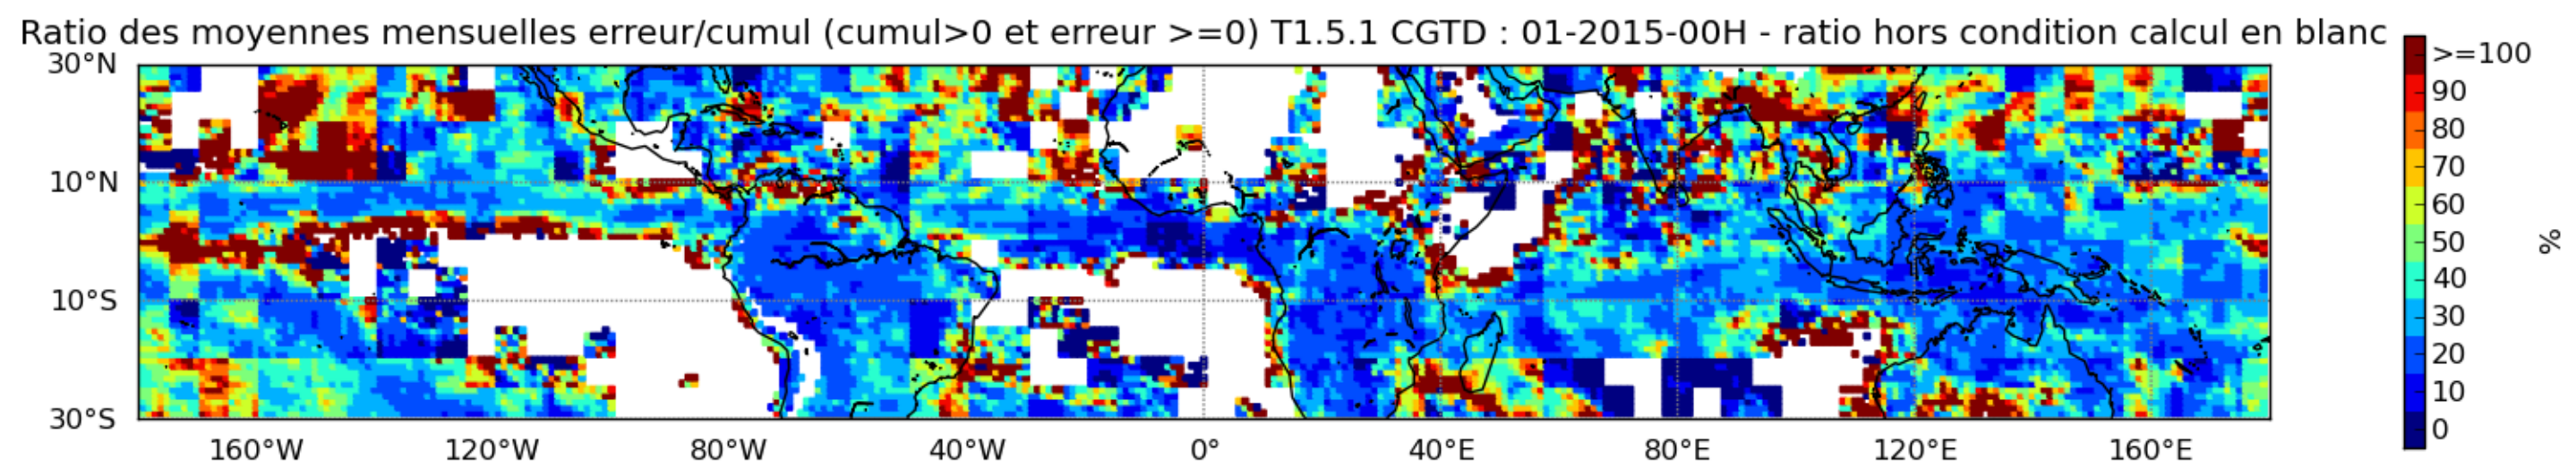 Ratio des moyennes mensuelles erreur/cumul (cumul>0 et erreur >=0) T1.5.1 CGTD : 01-2015-00H - ratio hors condition calcul en blanc
30°N
10°N
10°S
30°S
160°W 120°W 80°W 40°W 0° 40°E 80°E 120°E 160°E
>=100
90
80
70
60
50
40
30
20
10
0
%